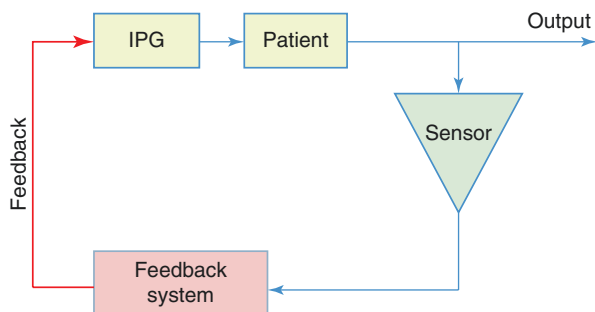 Output
IPG
Patient
Sensor
Feedback
Feedback
system